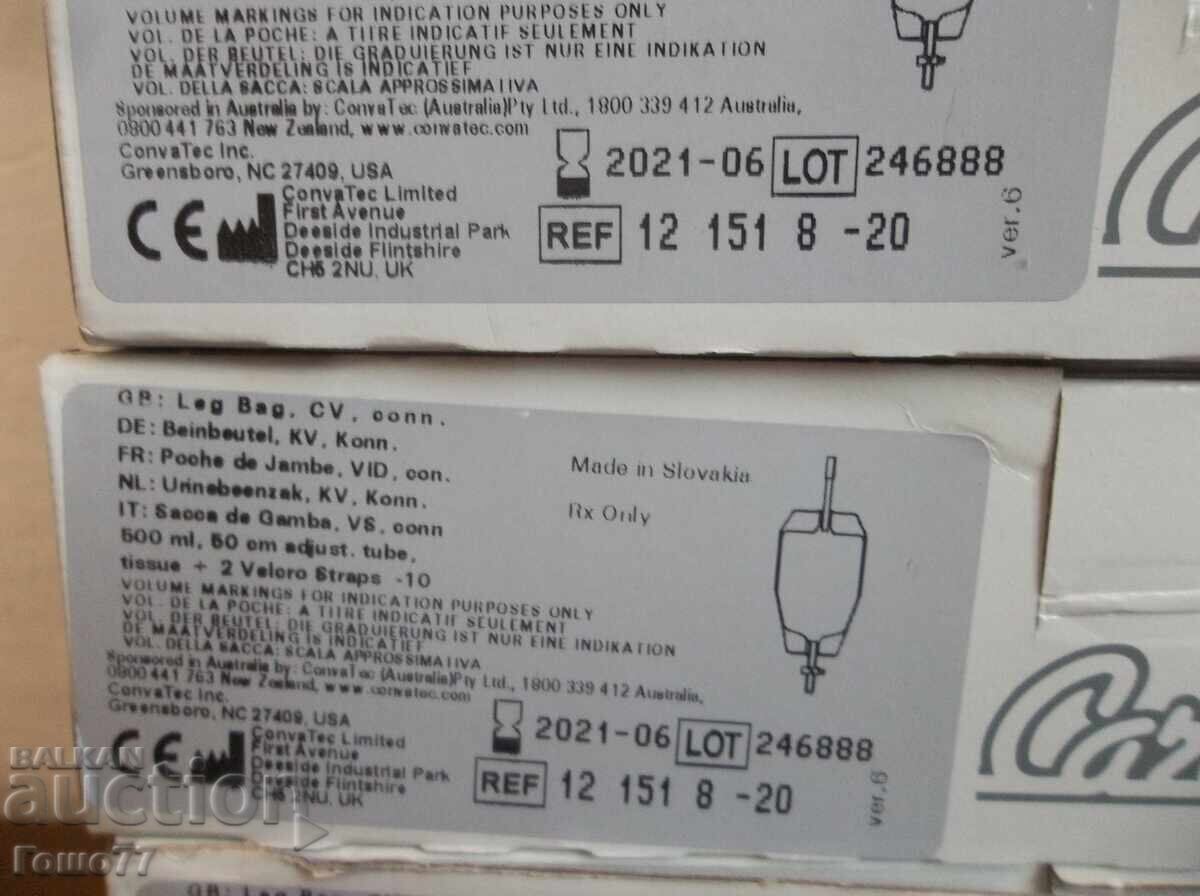 VOLUME MARKINGS FOR INDICATION PURPOSES ONLY
VOL. DE LA POCHE: A TITRE INDICATIF SEULEMENT
VOL. DER BEUTEL: DIE GRADUIERUNG IST NUR EINE INDIKATION
DE MAATVERDELING IS INDICATIEF
VOL. DELLA SACCA: SCALA APPROSSIMATIVA
Sponsored in Australia by: ConvaTec (Australia)Pty Ltd., 1800 339 412 Australia,
0800 441 763 New Zealand, www.convatec.com
ConvaTec Inc.
Greensboro, NC 27409, USA
2021-06 LOT 246888
CE ConvaTec Limited
First Avenue
Deeside Industrial Park
Deeside Flintshire
CH5 2NU, UK
REF 12 151 8 -20
ver.6
GB: Leg Bag, CV, conn.
DE: Beinbeutel, KV, Konn.
FR: Poche de Jambe, VID, con.
NL: Urinebeenzak, KV, Konn.
IT: Sacca de Gamba, VS, conn
500 ml, 50 cm adjust. tube,
tissue + 2 Velcro Straps -10
Made in Slovakia
Rx Only
VOLUME MARKINGS FOR INDICATION PURPOSES ONLY
VOL. DE LA POCHE: A TITRE INDICATIF SEULEMENT
VOL. DER BEUTEL: DIE GRADUIERUNG IST NUR EINE INDIKATION
DE MAATVERDELING IS INDICATIEF
VOL. DELLA SACCA: SCALA APPROSSIMATIVA
Sponsored in Australia by: ConvaTec (Australia)Pty Ltd., 1800 339 412 Australia,
0800 441 763 New Zealand, www.convatec.com
ConvaTec Inc.
Greensboro, NC 27409, USA
2021-06 LOT 246888
CE ConvaTec Limited
First Avenue
Deeside Industrial Park
Deeside Flintshire
CH5 2NU, UK
REF 12 151 8 -20
ver.6
BALKAN
auction
Гошо77
GB: Leg Bag